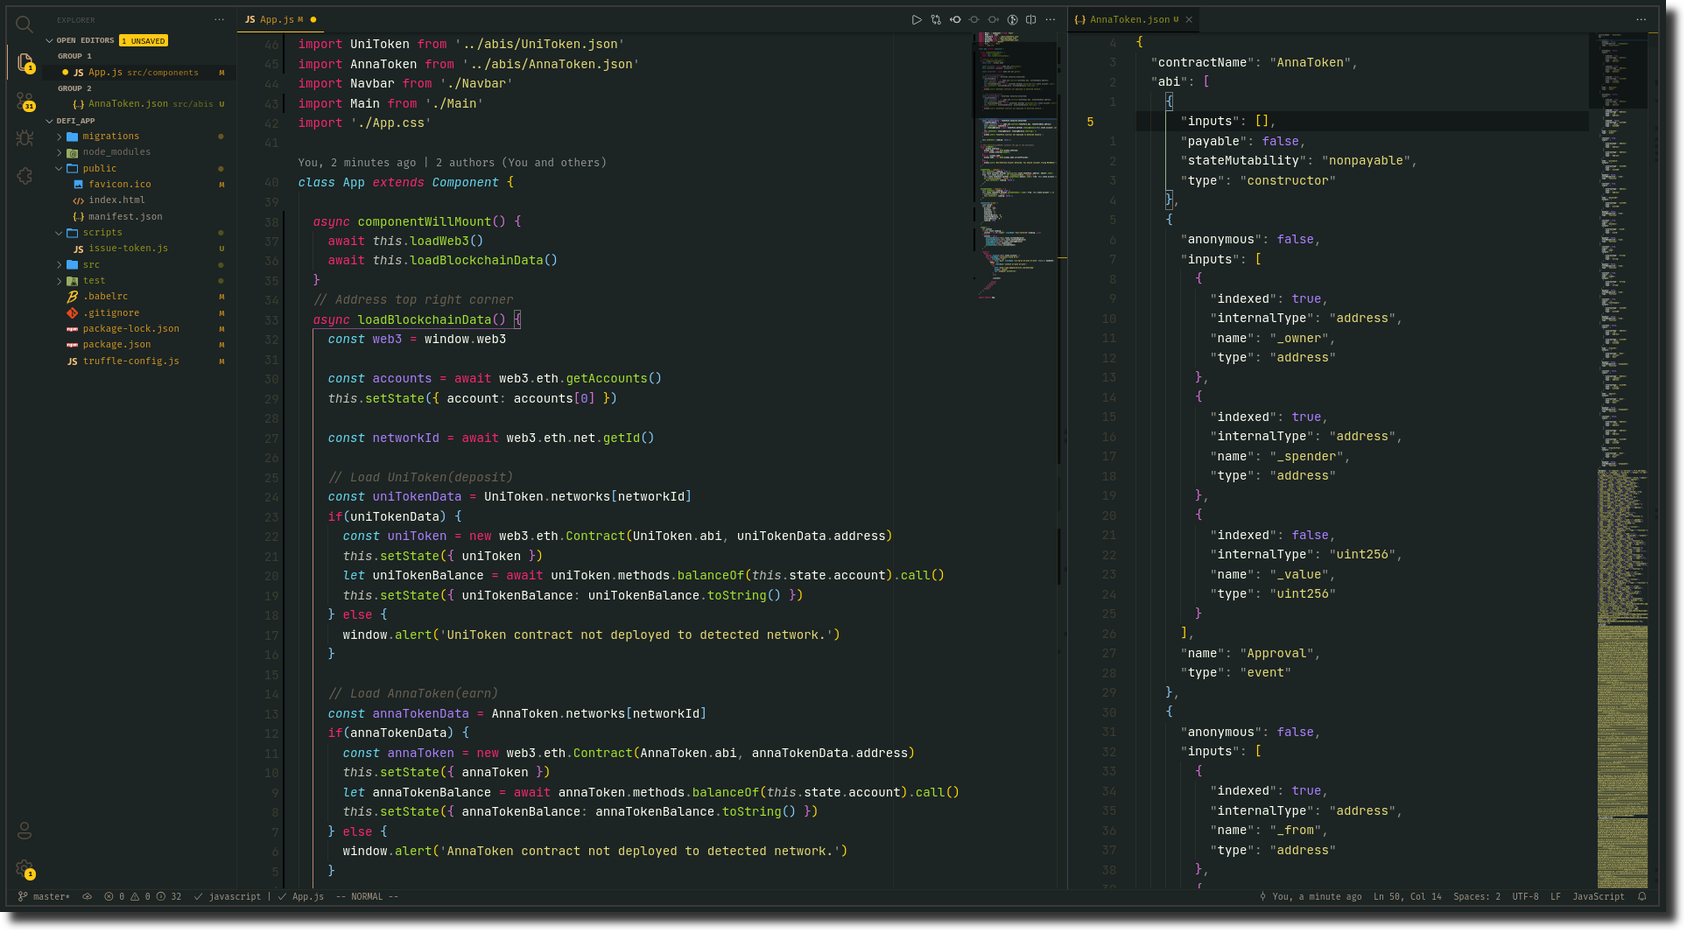 EXPLORER
OPEN EDITORS 1 UNSAVED
GROUP 1
JS App.js src/components M
GROUP 2
{..} AnnaToken.json src/abis U
DEFI_APP
migrations
node_modules
public
favicon.ico M
index.html
{..} manifest.json
scripts
JS issue-token.js U
src
test
.babelrc M
.gitignore M
package-lock.json M
package.json M
JS truffle-config.js M
1
31
1
JS App.js M
46 import UniToken from '../abis/UniToken.json'
45 import AnnaToken from '../abis/AnnaToken.json'
44 import Navbar from './Navbar'
43 import Main from './Main'
42 import './App.css'
41
You, 2 minutes ago | 2 authors (You and others)
40 class App extends Component {
39
38 async componentWillMount() {
37 await this.loadWeb3()
36 await this.loadBlockchainData()
35 }
34 // Address top right corner
33 async loadBlockchainData() {
32 const web3 = window.web3
31
30 const accounts = await web3.eth.getAccounts()
29 this.setState({ account: accounts[0] })
28
27 const networkId = await web3.eth.net.getId()
26
25 // Load UniToken(deposit)
24 const uniTokenData = UniToken.networks[networkId]
23 if(uniTokenData) {
22 const uniToken = new web3.eth.Contract(UniToken.abi, uniTokenData.address)
21 this.setState({ uniToken })
20 let uniTokenBalance = await uniToken.methods.balanceOf(this.state.account).call()
19 this.setState({ uniTokenBalance: uniTokenBalance.toString() })
18 } else {
17 window.alert('UniToken contract not deployed to detected network.')
16 }
15
14 // Load AnnaToken(earn)
13 const annaTokenData = AnnaToken.networks[networkId]
12 if(annaTokenData) {
11 const annaToken = new web3.eth.Contract(AnnaToken.abi, annaTokenData.address)
10 this.setState({ annaToken })
9 let annaTokenBalance = await annaToken.methods.balanceOf(this.state.account).call()
8 this.setState({ annaTokenBalance: annaTokenBalance.toString() })
7 } else {
6 window.alert('AnnaToken contract not deployed to detected network.')
5 }
{..} AnnaToken.json U
4 {
3 "contractName": "AnnaToken",
2 "abi": [
1 {
5 "inputs": [],
1 "payable": false,
2 "stateMutability": "nonpayable",
3 "type": "constructor"
4 },
5 {
6 "anonymous": false,
7 "inputs": [
8 {
9 "indexed": true,
10 "internalType": "address",
11 "name": "_owner",
12 "type": "address"
13 },
14 {
15 "indexed": true,
16 "internalType": "address",
17 "name": "_spender",
18 "type": "address"
19 },
20 {
21 "indexed": false,
22 "internalType": "uint256",
23 "name": "_value",
24 "type": "uint256"
25 }
26 ],
27 "name": "Approval",
28 "type": "event"
29 },
30 {
31 "anonymous": false,
32 "inputs": [
33 {
34 "indexed": true,
35 "internalType": "address",
36 "name": "_from",
37 "type": "address"
38 },
39 {
master* 0 0 32 javascript | App.js -- NORMAL --
You, a minute ago Ln 50, Col 14 Spaces: 2 UTF-8 LF JavaScript